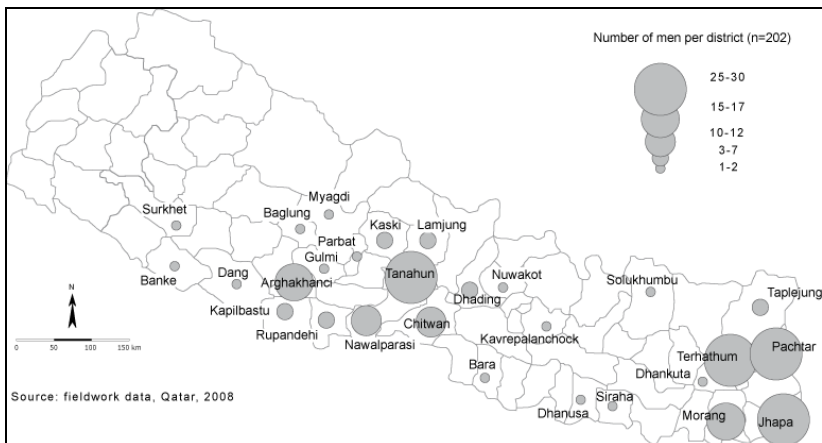 Number of men per district (n=202)
25-30
15-17
10-12
3-7
1-2
Myagdi
Surkhet
Baglung
Kaski
Lamjung
Parbat
Gulmi
Banke
Dang
Arghakhanci
Tanahun
Nuwakot
Solukhumbu
Dhading
Taplejung
Kapilbastu
Rupandehi
Nawalparasi
Chitwan
Kavrepalanchock
Terhathum
Pachtar
Bara
Dhankuta
Dhanusa
Siraha
Morang
Jhapa
N
0 50 100 150 km
Source: fieldwork data, Qatar, 2008